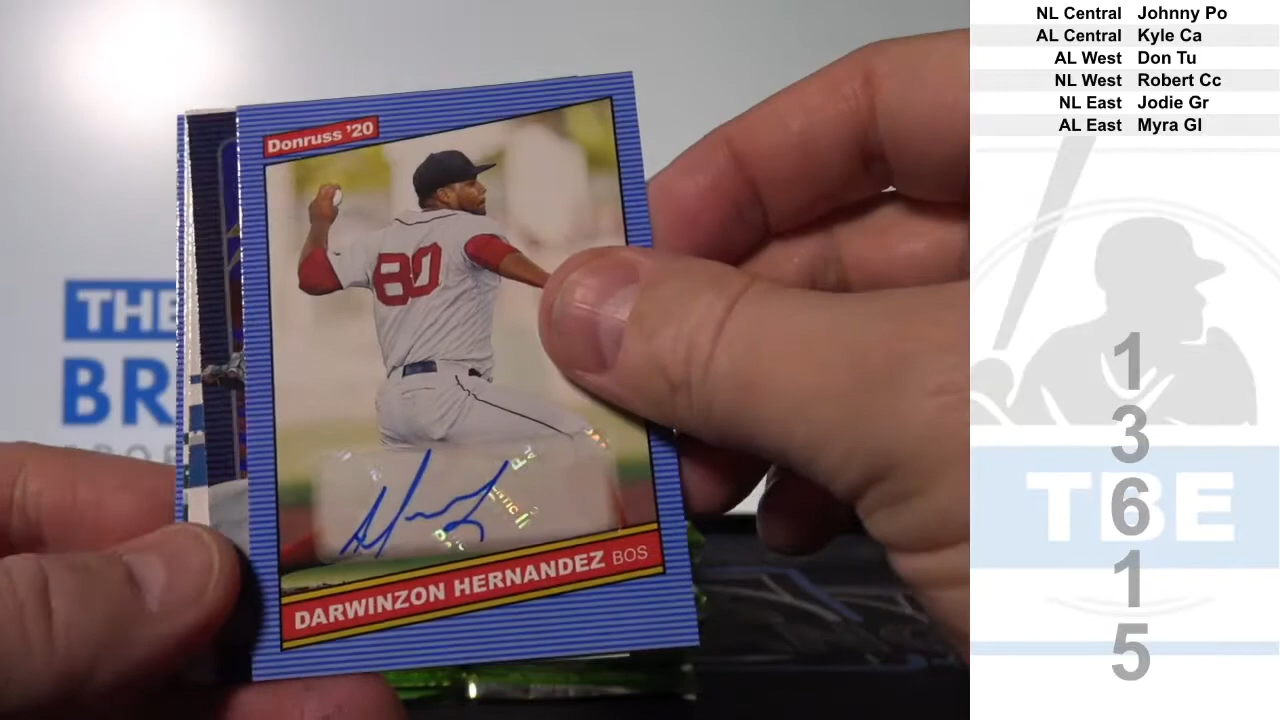 NL Central Johnny Po
AL Central Kyle Ca
AL West Don Tu
NL West Robert Cc
NL East Jodie Gr
AL East Myra Gl
Donruss '20
80
THE
BR
DARWINZON HERNANDEZ BOS
1
3
6
1
5
TBE